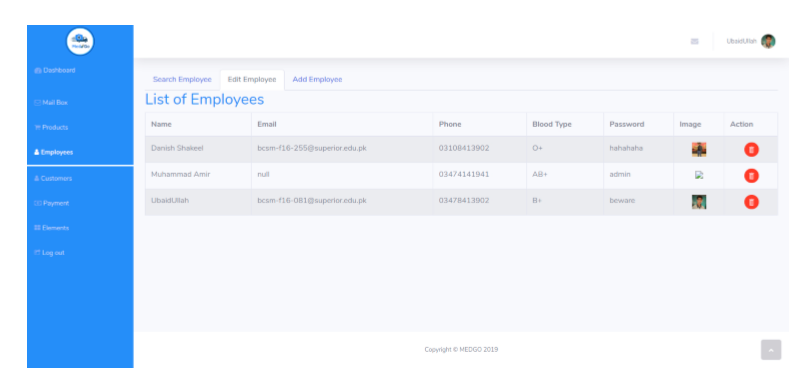 MedGo
UbaidUllah
Dashboard
Mail Box
Products
Employees
Customers
Payment
Elements
Log out
Search Employee Edit Employee Add Employee
List of Employees
Name Email Phone Blood Type Password Image Action
Danish Shakeel bcsm-f16-255@superior.edu.pk 03108413902 O+ hahahaha
Muhammad Amir null 03474141941 AB+ admin
UbaidUllah bcsm-f16-081@superior.edu.pk 03478413902 B+ beware
Copyright © MEDGO 2019